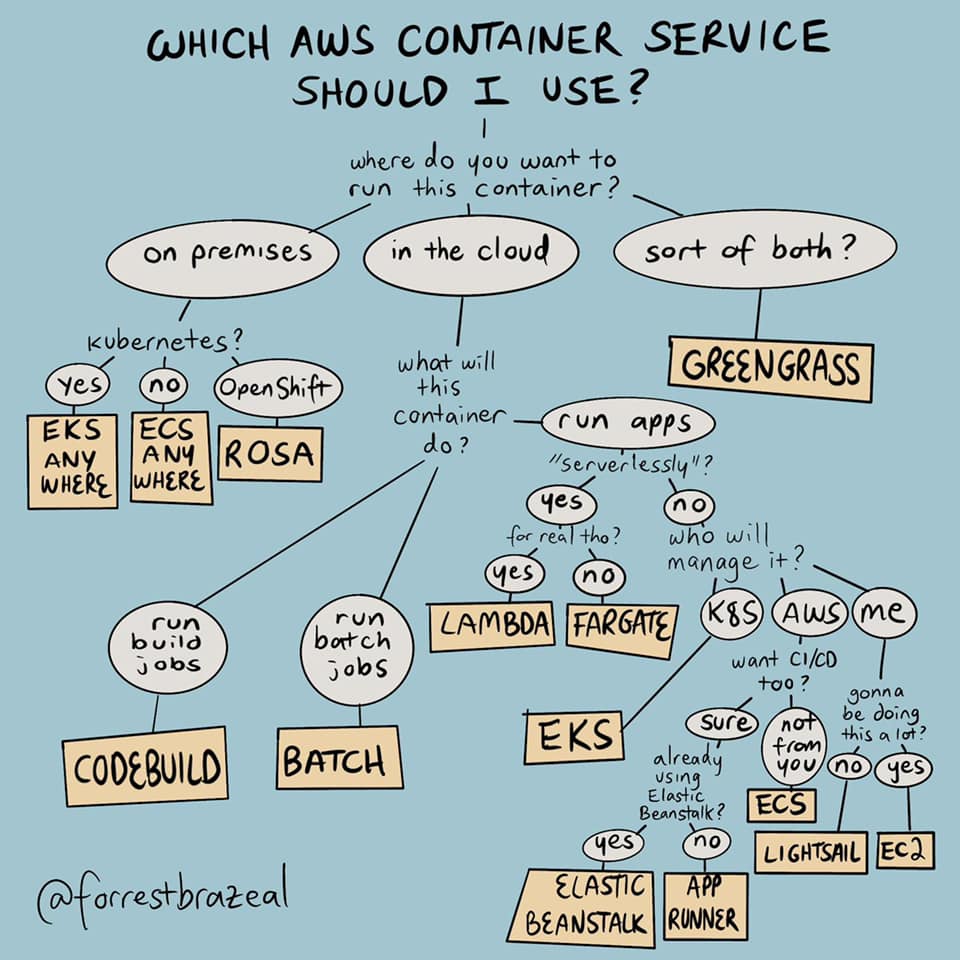 WHICH AWS CONTAINER SERVICE
SHOULD I USE?
where do you want to
run this container?
on premises
in the cloud
sort of both?
kubernetes?
yes
no
OpenShift
EKS
ANY
WHERE
ECS
ANY
WHERE
ROSA
GREENGRASS
what will
this
container
do?
run apps
"serverlessly"?
yes
no
for real tho?
yes
no
LAMBDA
FARGATE
who will
manage it?
K8S
AWS
me
run
build
jobs
run
batch
jobs
CODEBUILD
BATCH
EKS
want CI/CD
too?
sure
not
from
you
gonna
be doing
this a lot?
no
yes
already
using
Elastic
Beanstalk?
ECS
LIGHTSAIL
EC2
yes
no
ELASTIC
BEANSTALK
APP
RUNNER
@forrestbrazeal